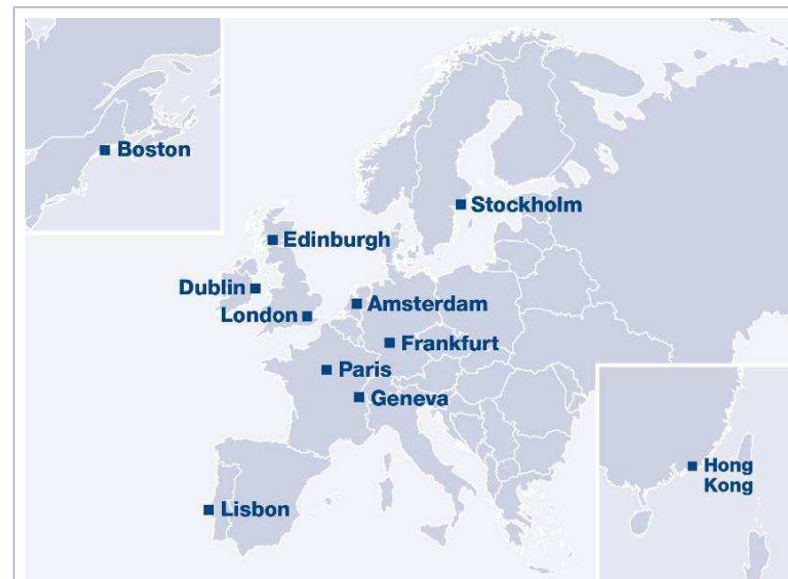 Boston
Stockholm
Edinburgh
Dublin
London
Amsterdam
Frankfurt
Paris
Geneva
Hong
Kong
Lisbon